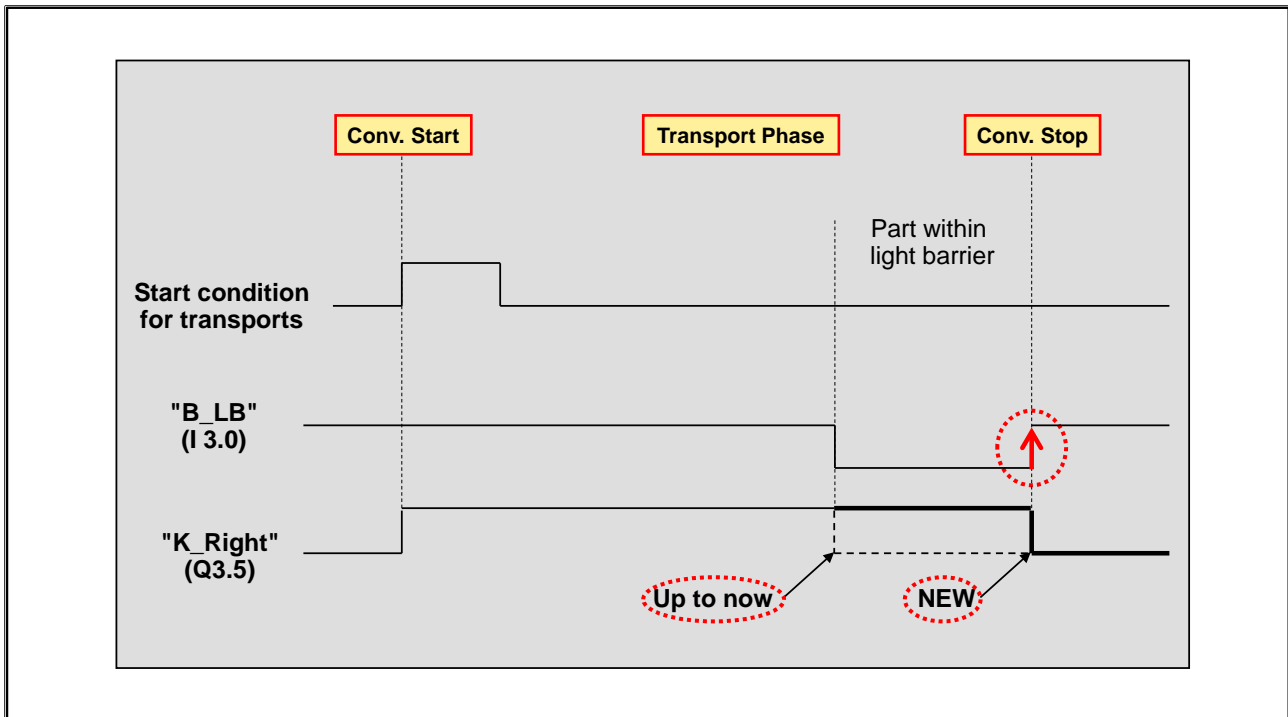 Conv. Start
Transport Phase
Conv. Stop
Part within
light barrier
Start condition
for transports
"B_LB"
(I 3.0)
"K_Right"
(Q3.5)
Up to now
NEW